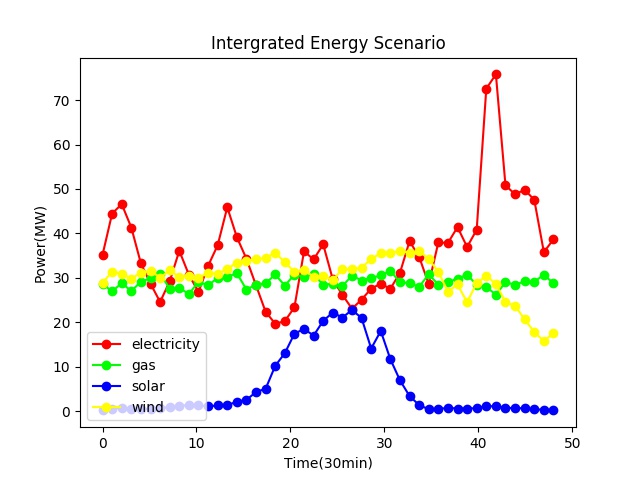 Intergrated Energy Scenario
Power(MW)
70
60
50
40
30
20
10
0
electricity
gas
solar
wind
0 10 20 30 40 50
Time(30min)